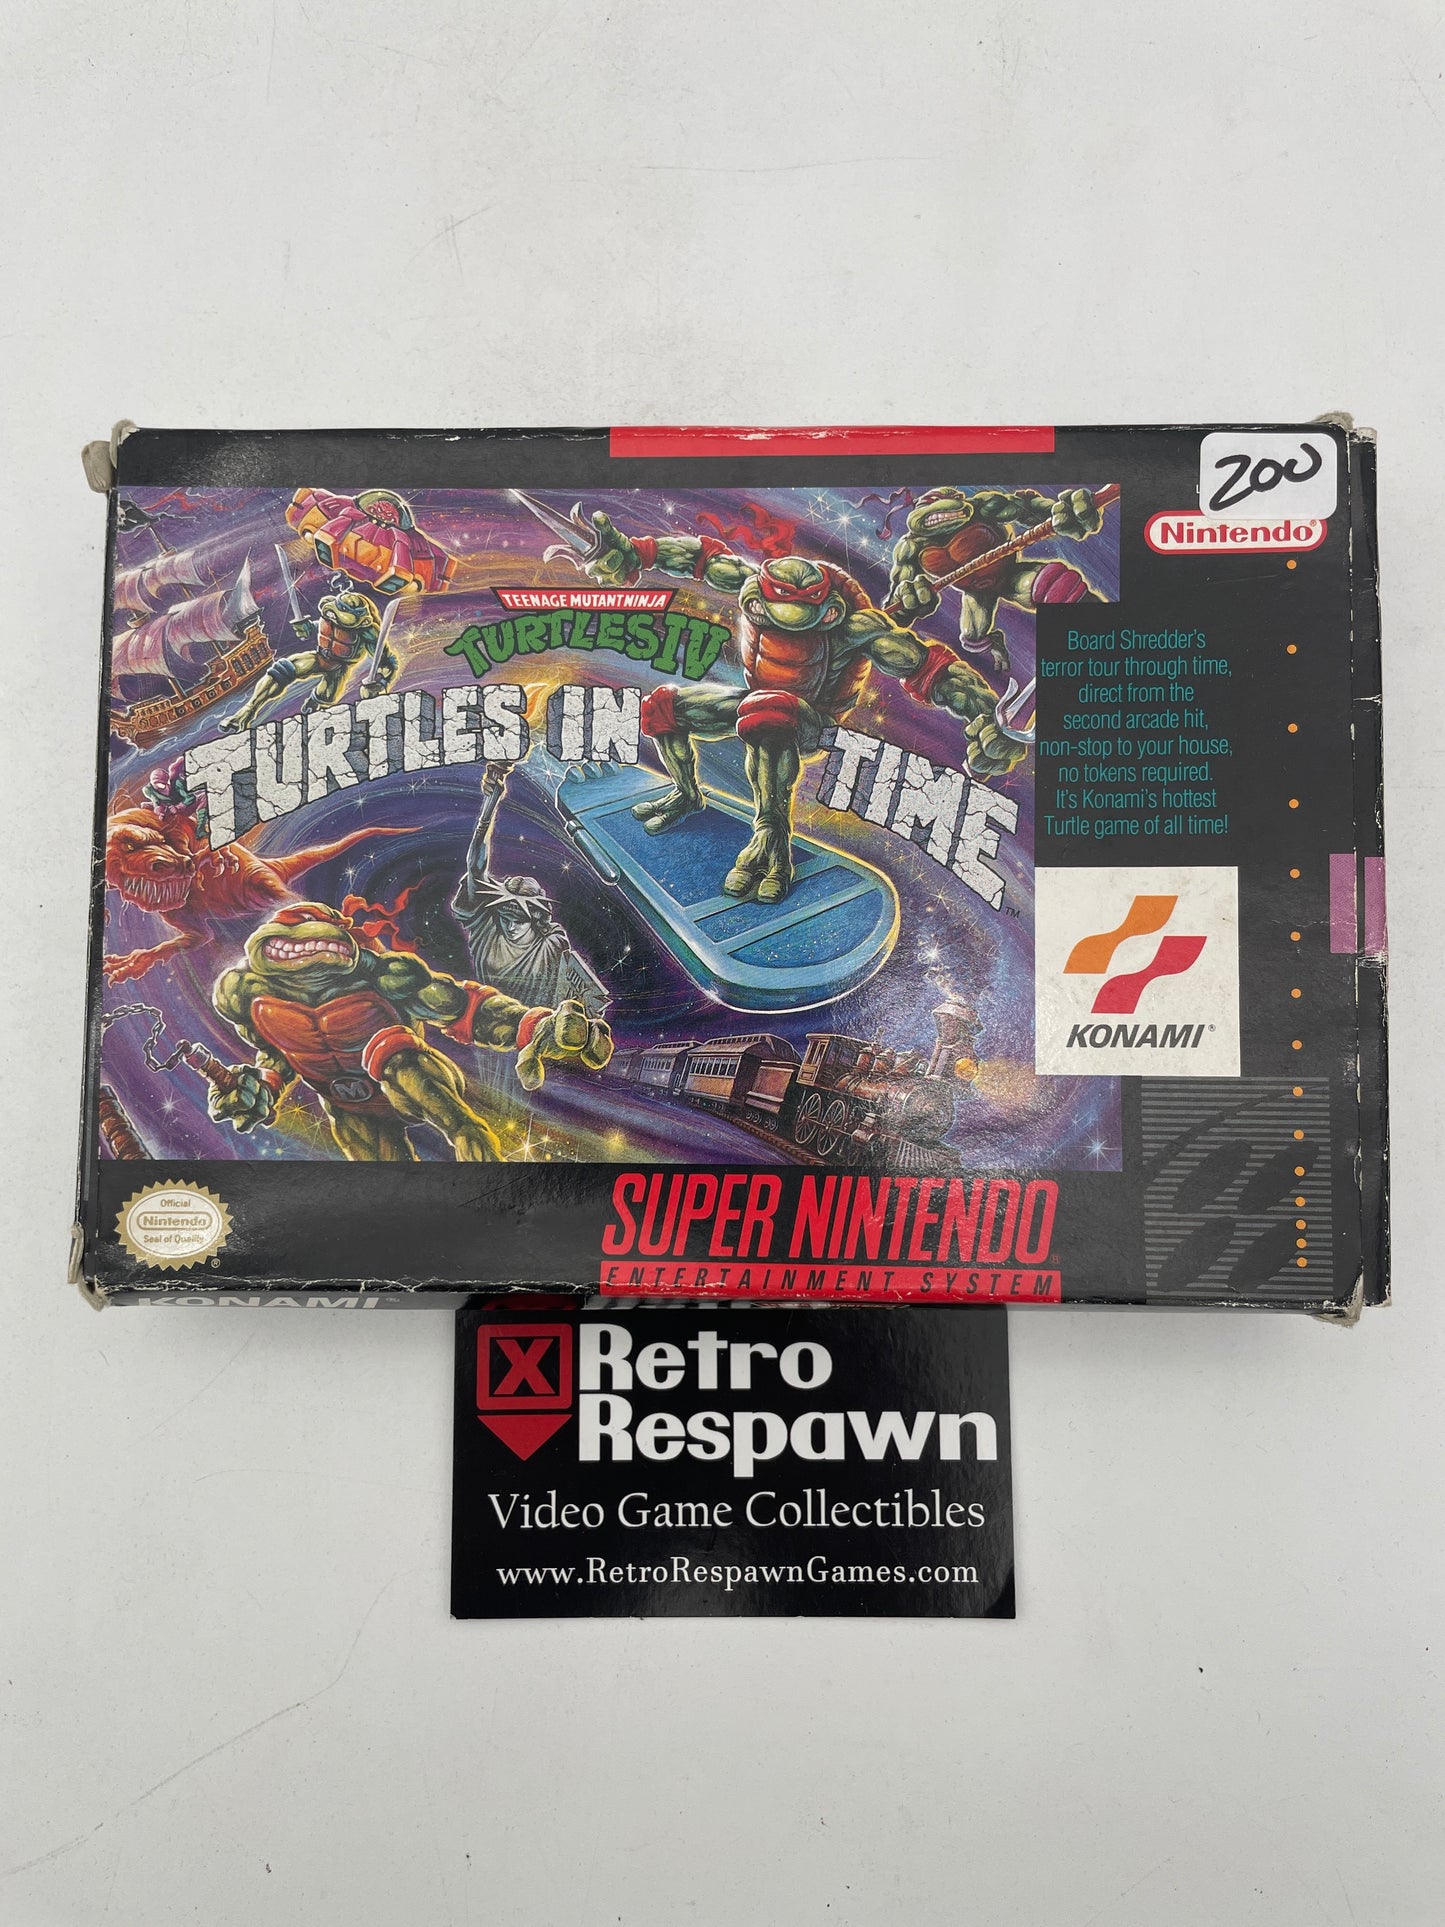 200
Nintendo®
TEENAGE MUTANT NINJA
TURTLES IV
TURTLES IN TIME™
Board Shredder's
terror tour through time,
direct from the
second arcade hit,
non-stop to your house,
no tokens required.
It's Konami's hottest
Turtle game of all time!
KONAMI®
M
Official
Nintendo
Seal of Quality
®
SUPER NINTENDO®
ENTERTAINMENT SYSTEM
KONAMI™
X Retro
Respawn
Video Game Collectibles
www.RetroRespawnGames.com